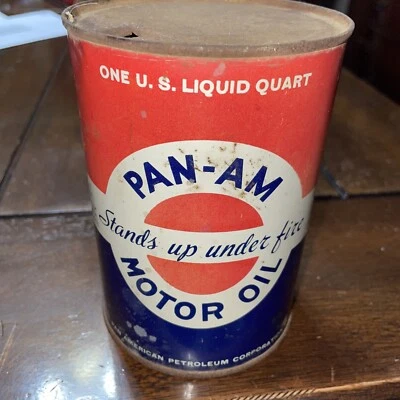 ONE U. S. LIQUID QUART
PAN-AM
Stands up under fire
MOTOR OIL
AMERICAN PETROLEUM CORPORATION